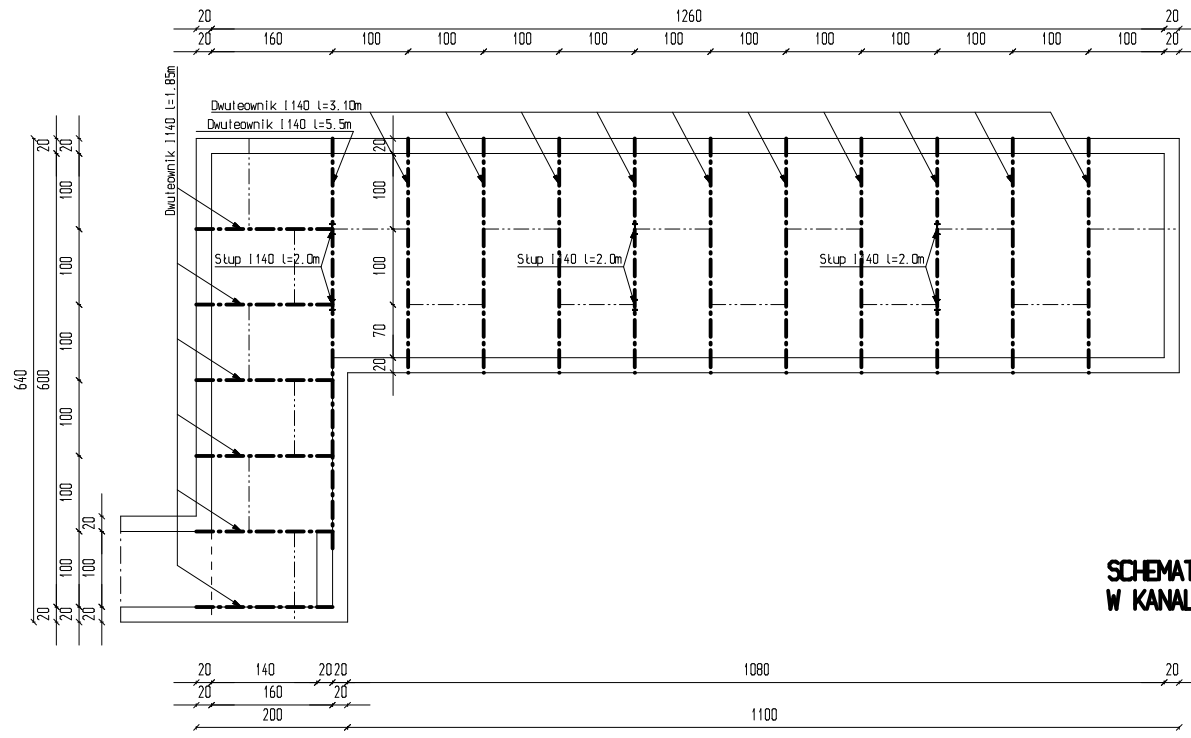 20 1260 20
20 160 100 100 100 100 100 100 100 100 100 100 100 20
Dwuteownik I140 l=1.85m
Dwuteownik I140 l=3.10m
Dwuteownik I140 l=5.5m
20 20 20
100 100
100 100
100 70
100 20
640 600
100
100 20
100 100
20 20 20
Słup I140 l=2.0m Słup I140 l=2.0m Słup I140 l=2.0m
SCHEMAT
W KANAL
20 140 20 20 1080 20
20 160 20
200 1100